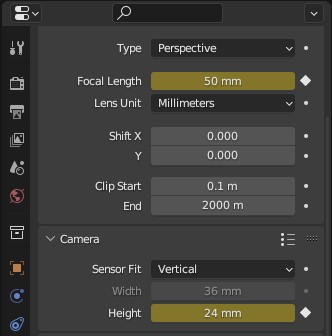 Type Perspective
Focal Length 50 mm
Lens Unit Millimeters
Shift X 0.000
Y 0.000
Clip Start 0.1 m
End 2000 m
Camera
Sensor Fit Vertical
Width 36 mm
Height 24 mm